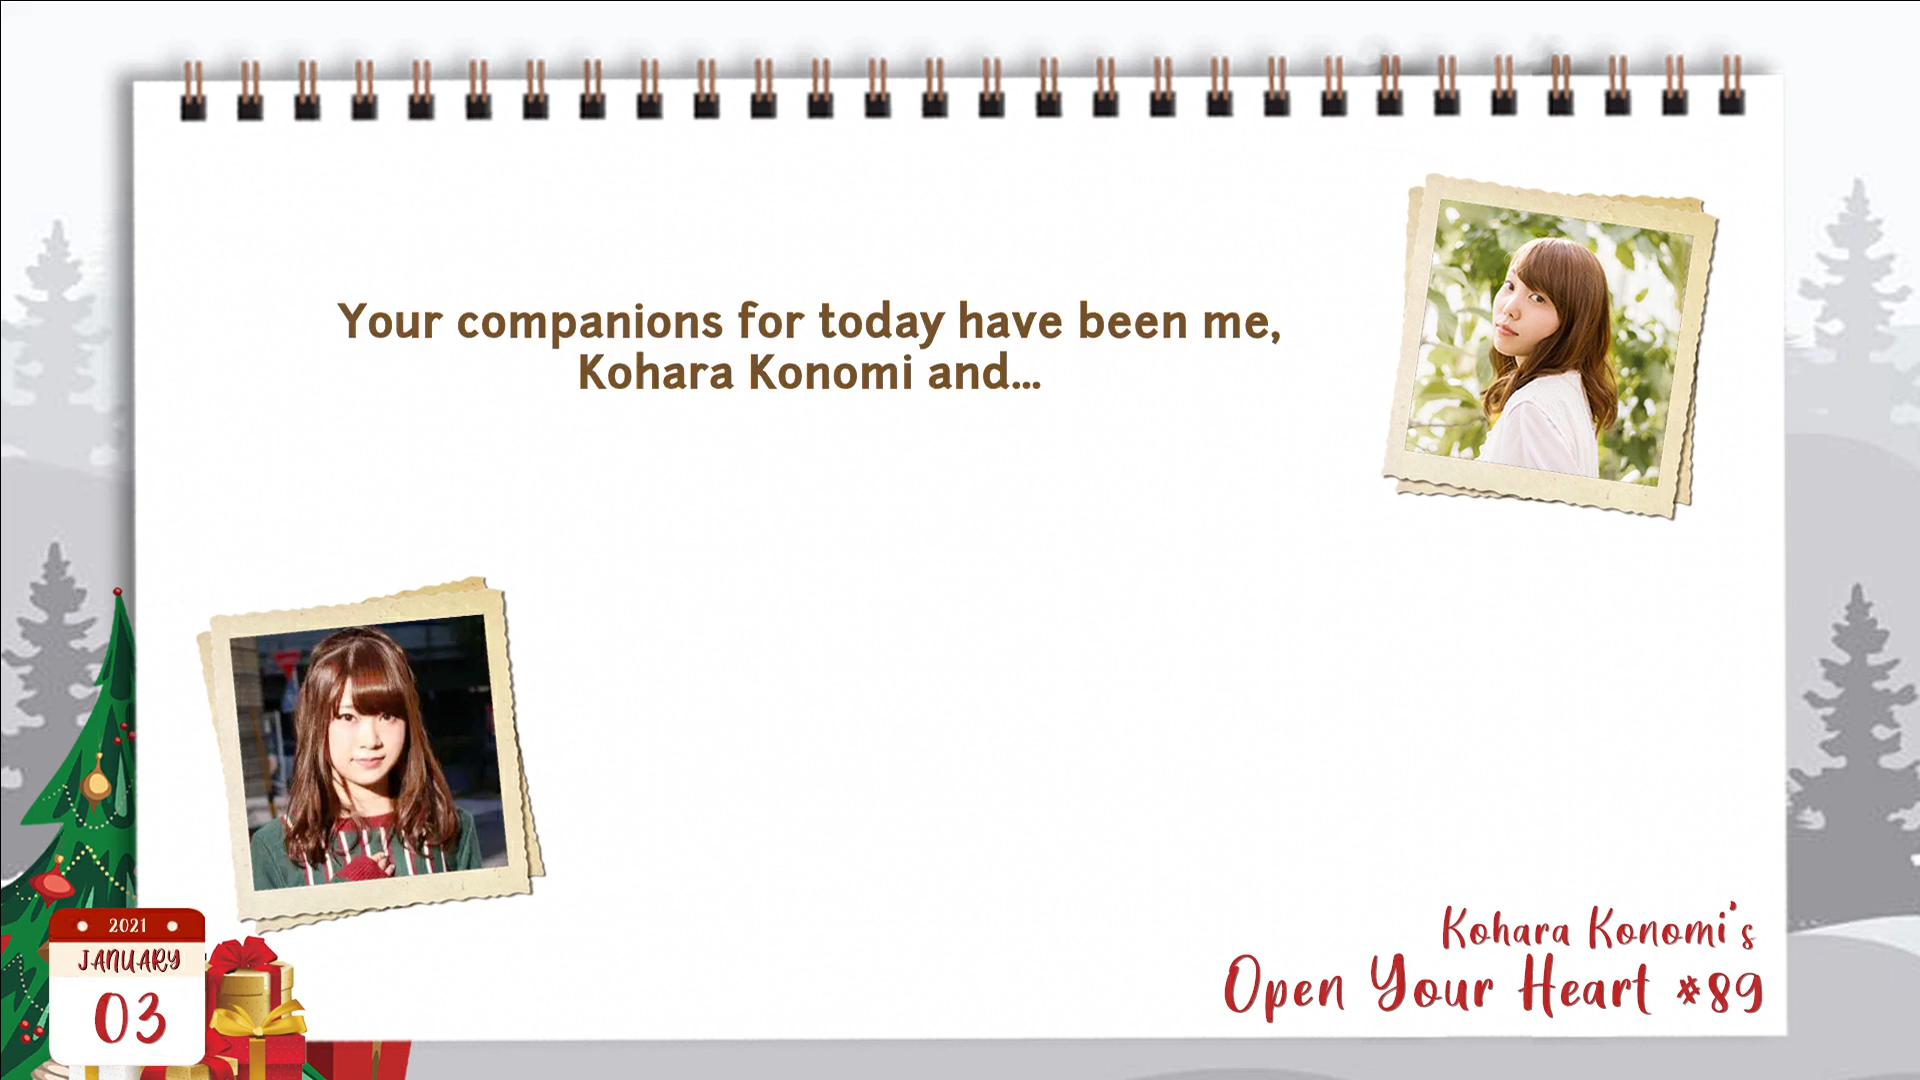 Your companions for today have been me,
Kohara Konomi and...
Kohara Konomi's
Open Your Heart #89
2021
JANUARY
03